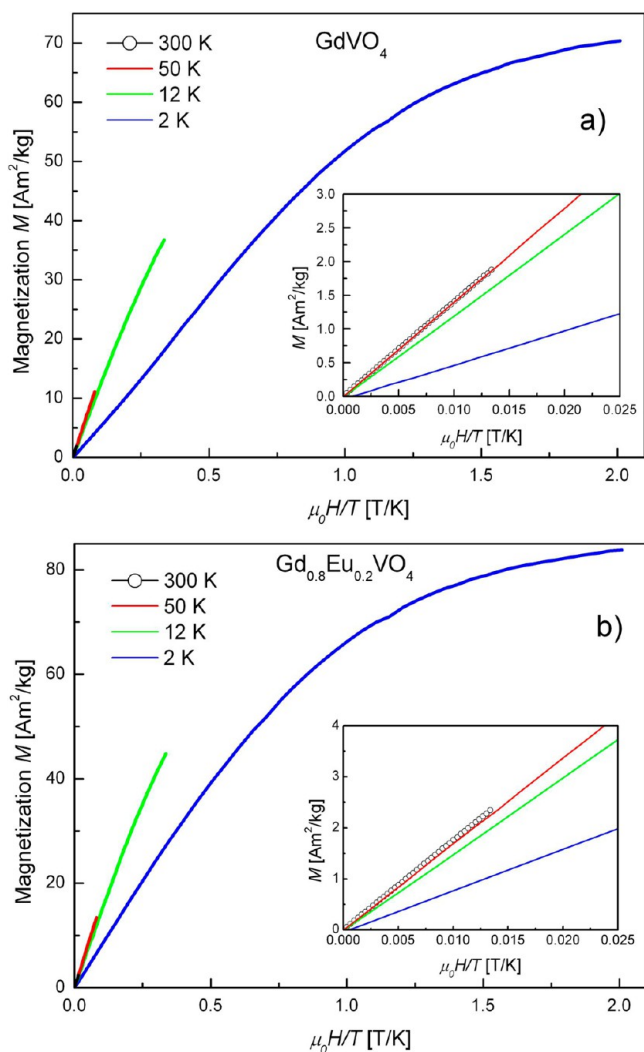 a)
GdVO₄
300 K
50 K
12 K
2 K
Magnetization M [Am²/kg]
70
60
50
40
30
20
10
0
0.0
0.5
1.0
1.5
2.0
μ₀H/T [T/K]
M [Am²/kg]
3.0
2.5
2.0
1.5
1.0
0.5
0.0
0.000
0.005
0.010
0.015
0.020
0.025
μ₀H/T [T/K]
b)
Gd₀.₈Eu₀.₂VO₄
300 K
50 K
12 K
2 K
Magnetization M [Am²/kg]
80
60
40
20
0
0.0
0.5
1.0
1.5
2.0
μ₀H/T [T/K]
M [Am²/kg]
4
3
2
1
0
0.000
0.005
0.010
0.015
0.020
0.025
μ₀H/T [T/K]